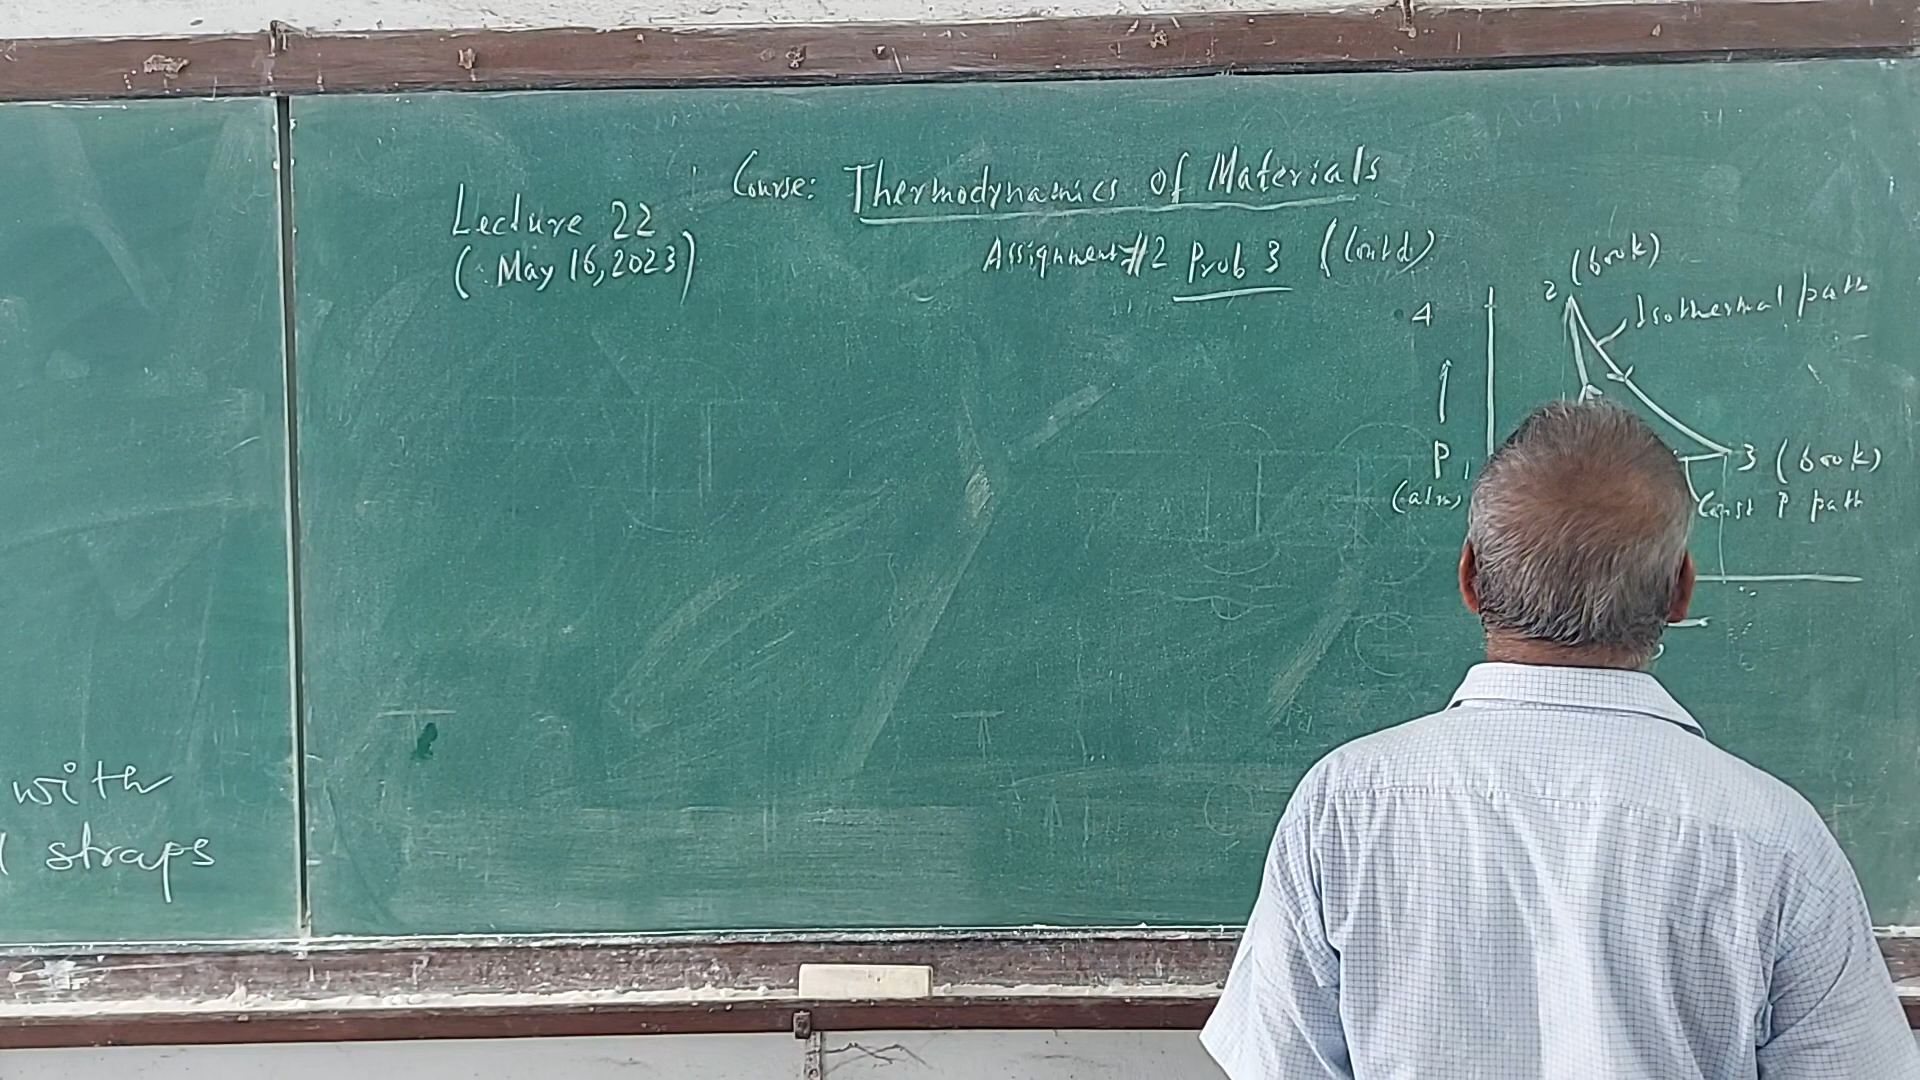 Course: Thermodynamics of Materials
Lecture 22
(May 16, 2023)
Assignment #2 Prob 3 (Contd)
2 (600K)
Isothermal path
4
P
(atm)
3 (600K)
Const P path
with
straps